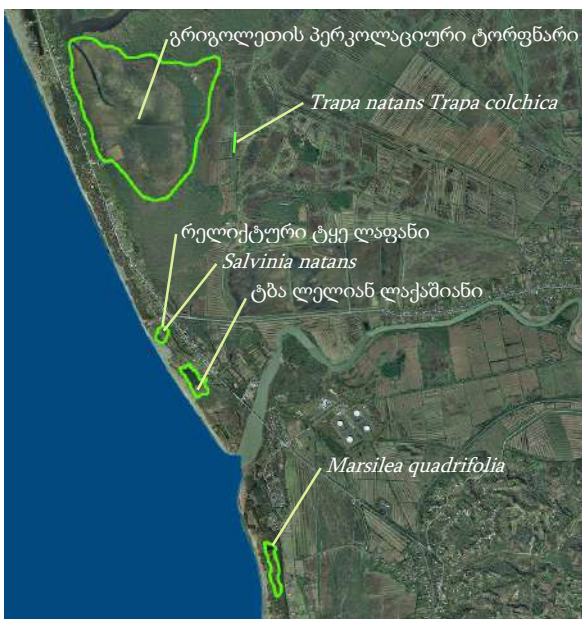 გრიგოლეთის პერკოლაციური ტორფნარი
Trapa natans Trapa colchica
რელიქტური ტყე ლაფანი
Salvinia natans
ტბა ლელიან ლაქაშიანი
Marsilea quadrifolia